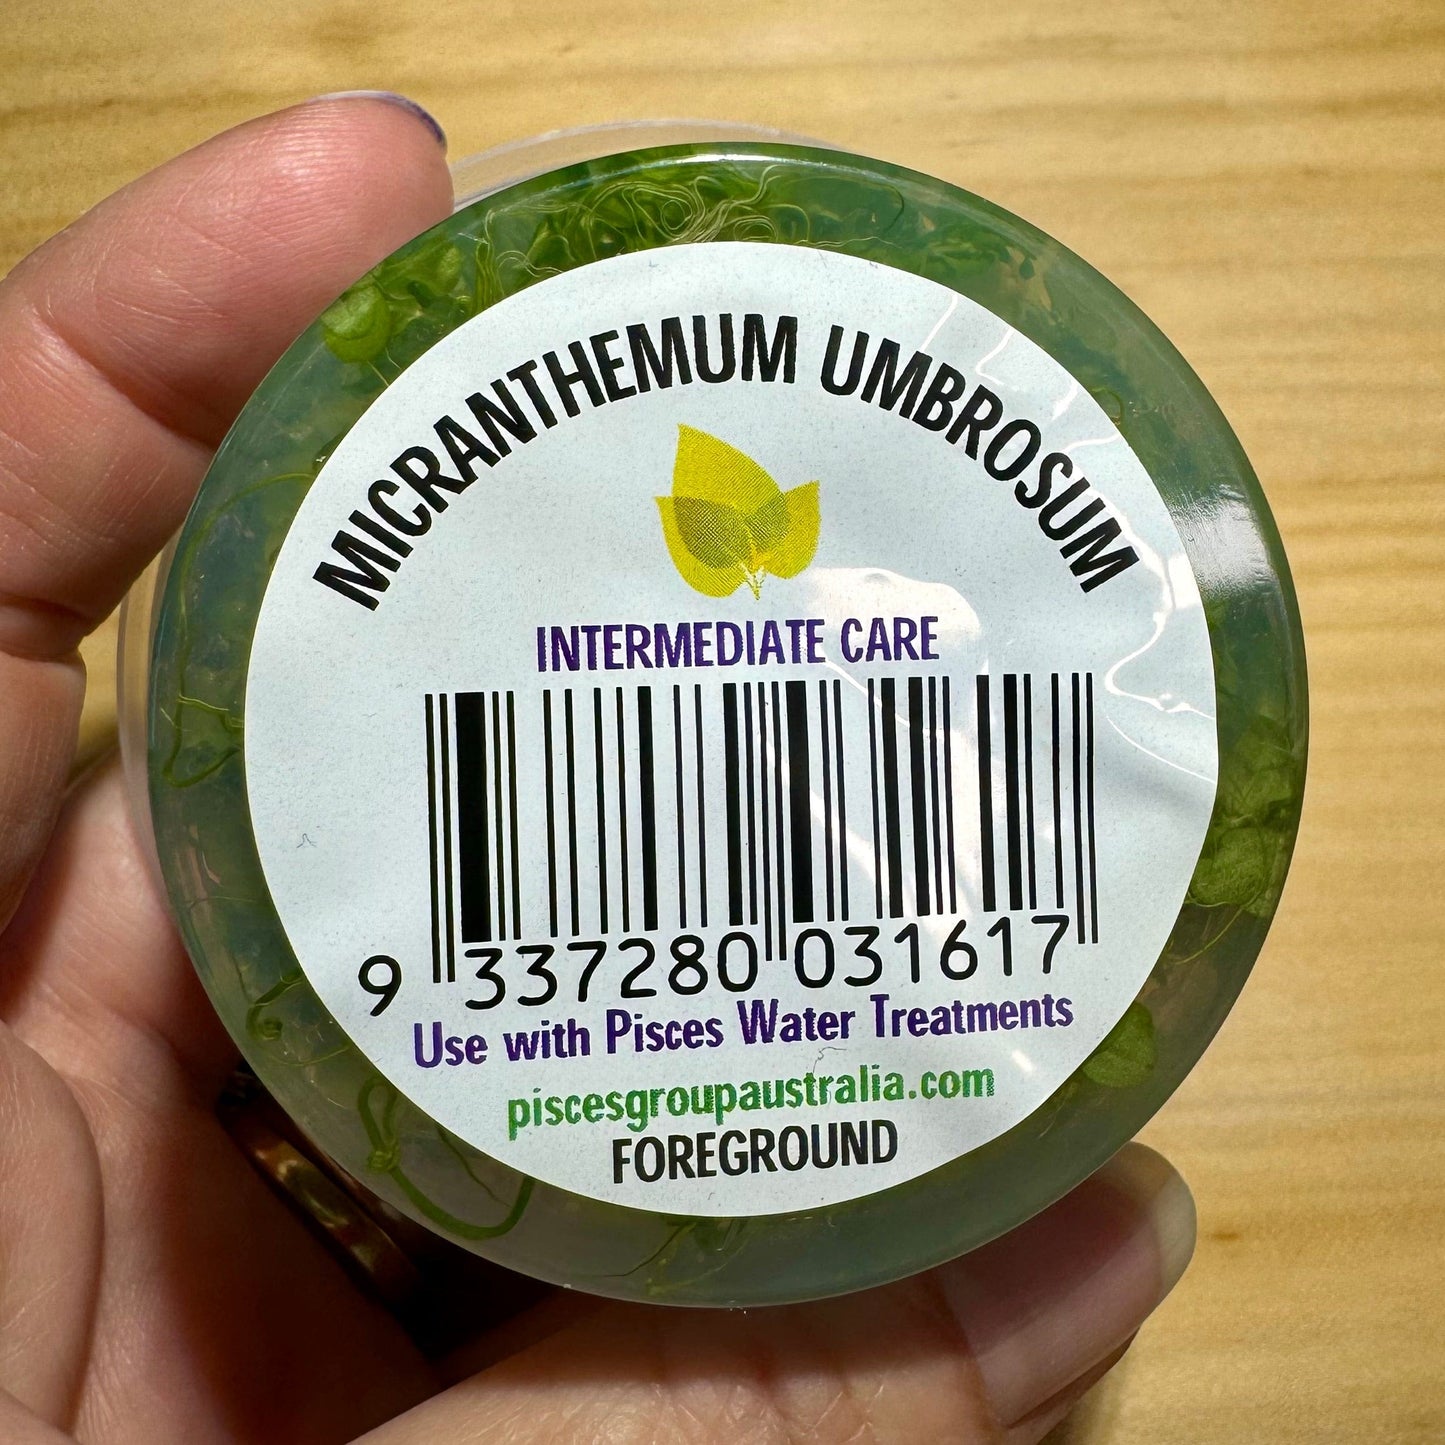 MICRANTHEMUM UMBROSUM
INTERMEDIATE CARE
9 337280 031617
Use with Pisces Water Treatments
piscesgroupaustralia.com
FOREGROUND